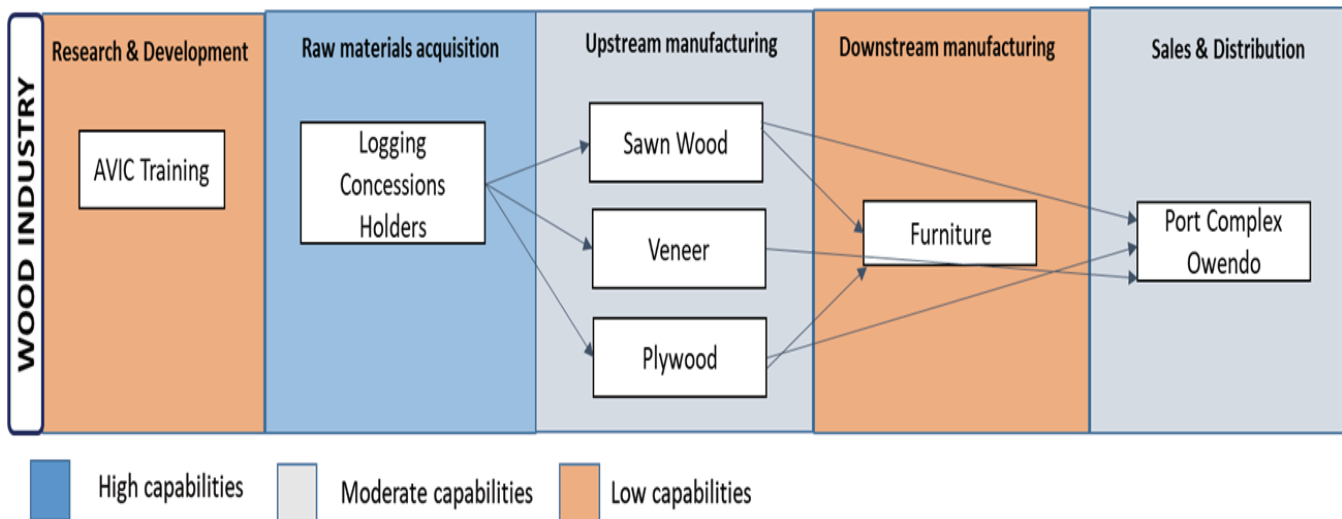 WOOD INDUSTRY
Research & Development
AVIC Training
Raw materials acquisition
Logging
Concessions
Holders
Upstream manufacturing
Sawn Wood
Veneer
Plywood
Downstream manufacturing
Furniture
Sales & Distribution
Port Complex
Owendo
High capabilities
Moderate capabilities
Low capabilities